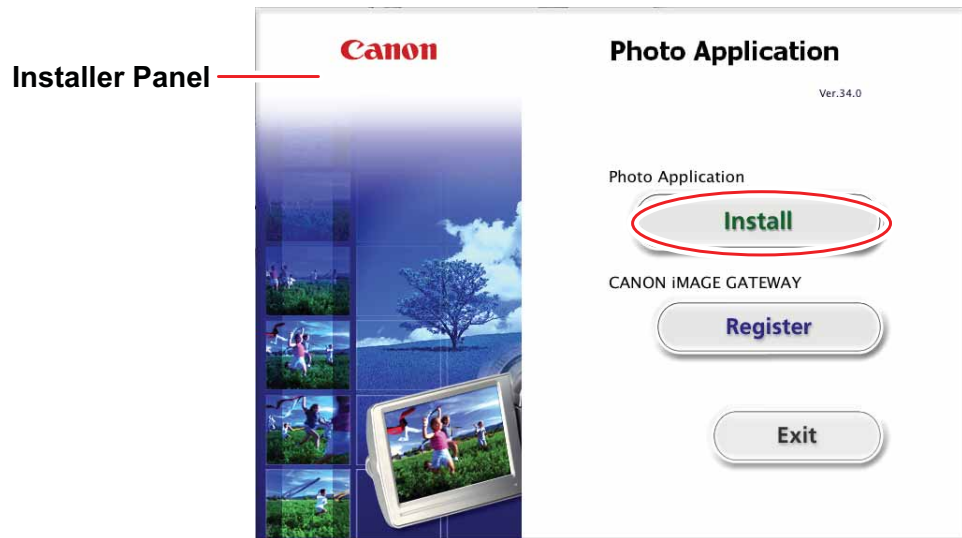 Installer Panel
Canon
Photo Application
Ver.34.0
Photo Application
Install
CANON iMAGE GATEWAY
Register
Exit